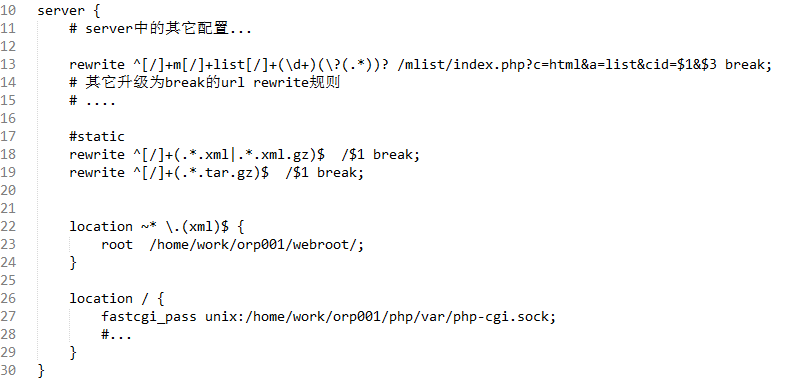 10 server {
11 # server中的其它配置...
12
13 rewrite ^[/]+m[/]+list[/]+(\d+)(\?(.*))? /mlist/index.php?c=html&a=list&cid=$1&$3 break;
14 # 其它升级为break的url rewrite规则
15 # ....
16
17 #static
18 rewrite ^[/]+(.*.xml|.*.xml.gz)$  /$1 break;
19 rewrite ^[/]+(.*.tar.gz)$  /$1 break;
20
21
22 location ~* \.(xml)$ {
23 root  /home/work/orp001/webroot/;
24 }
25
26 location / {
27 fastcgi_pass unix:/home/work/orp001/php/var/php-cgi.sock;
28 #...
29 }
30 }